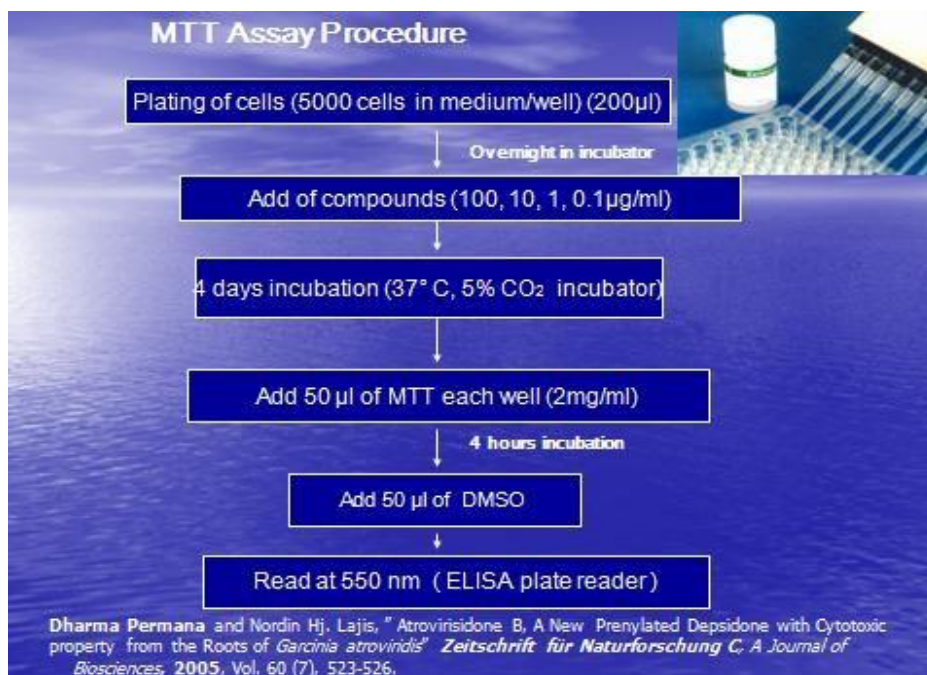 MTT Assay Procedure
Plating of cells (5000 cells in medium/well) (200µl)
Overnight in incubator
Add of compounds (100, 10, 1, 0.1µg/ml)
4 days incubation (37° C, 5% CO₂ incubator)
Add 50 µl of MTT each well (2mg/ml)
4 hours incubation
Add 50 µl of DMSO
Read at 550 nm ( ELISA plate reader )
Dharma Permana and Nordin Hj. Lajis, " Atrovirisidone B, A New Prenylated Depsidone with Cytotoxic
property from the Roots of Garcinia atroviridis" Zeitschrift für Naturforschung C, A Journal of
Biosciences, 2005, Vol. 60 (7), 523-526.